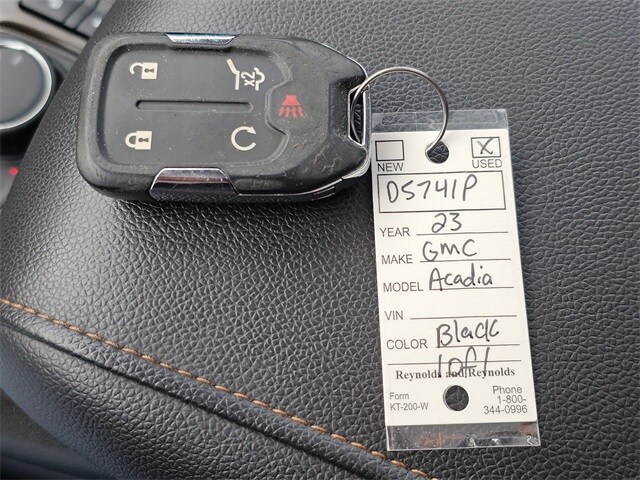 x2
X
NEW USED
D5741P
YEAR 23
MAKE GMC
MODEL Acadia
VIN
COLOR Black
1 of 1
Reynolds and Reynolds
Form
KT-200-W
Phone
1-800-
344-0996